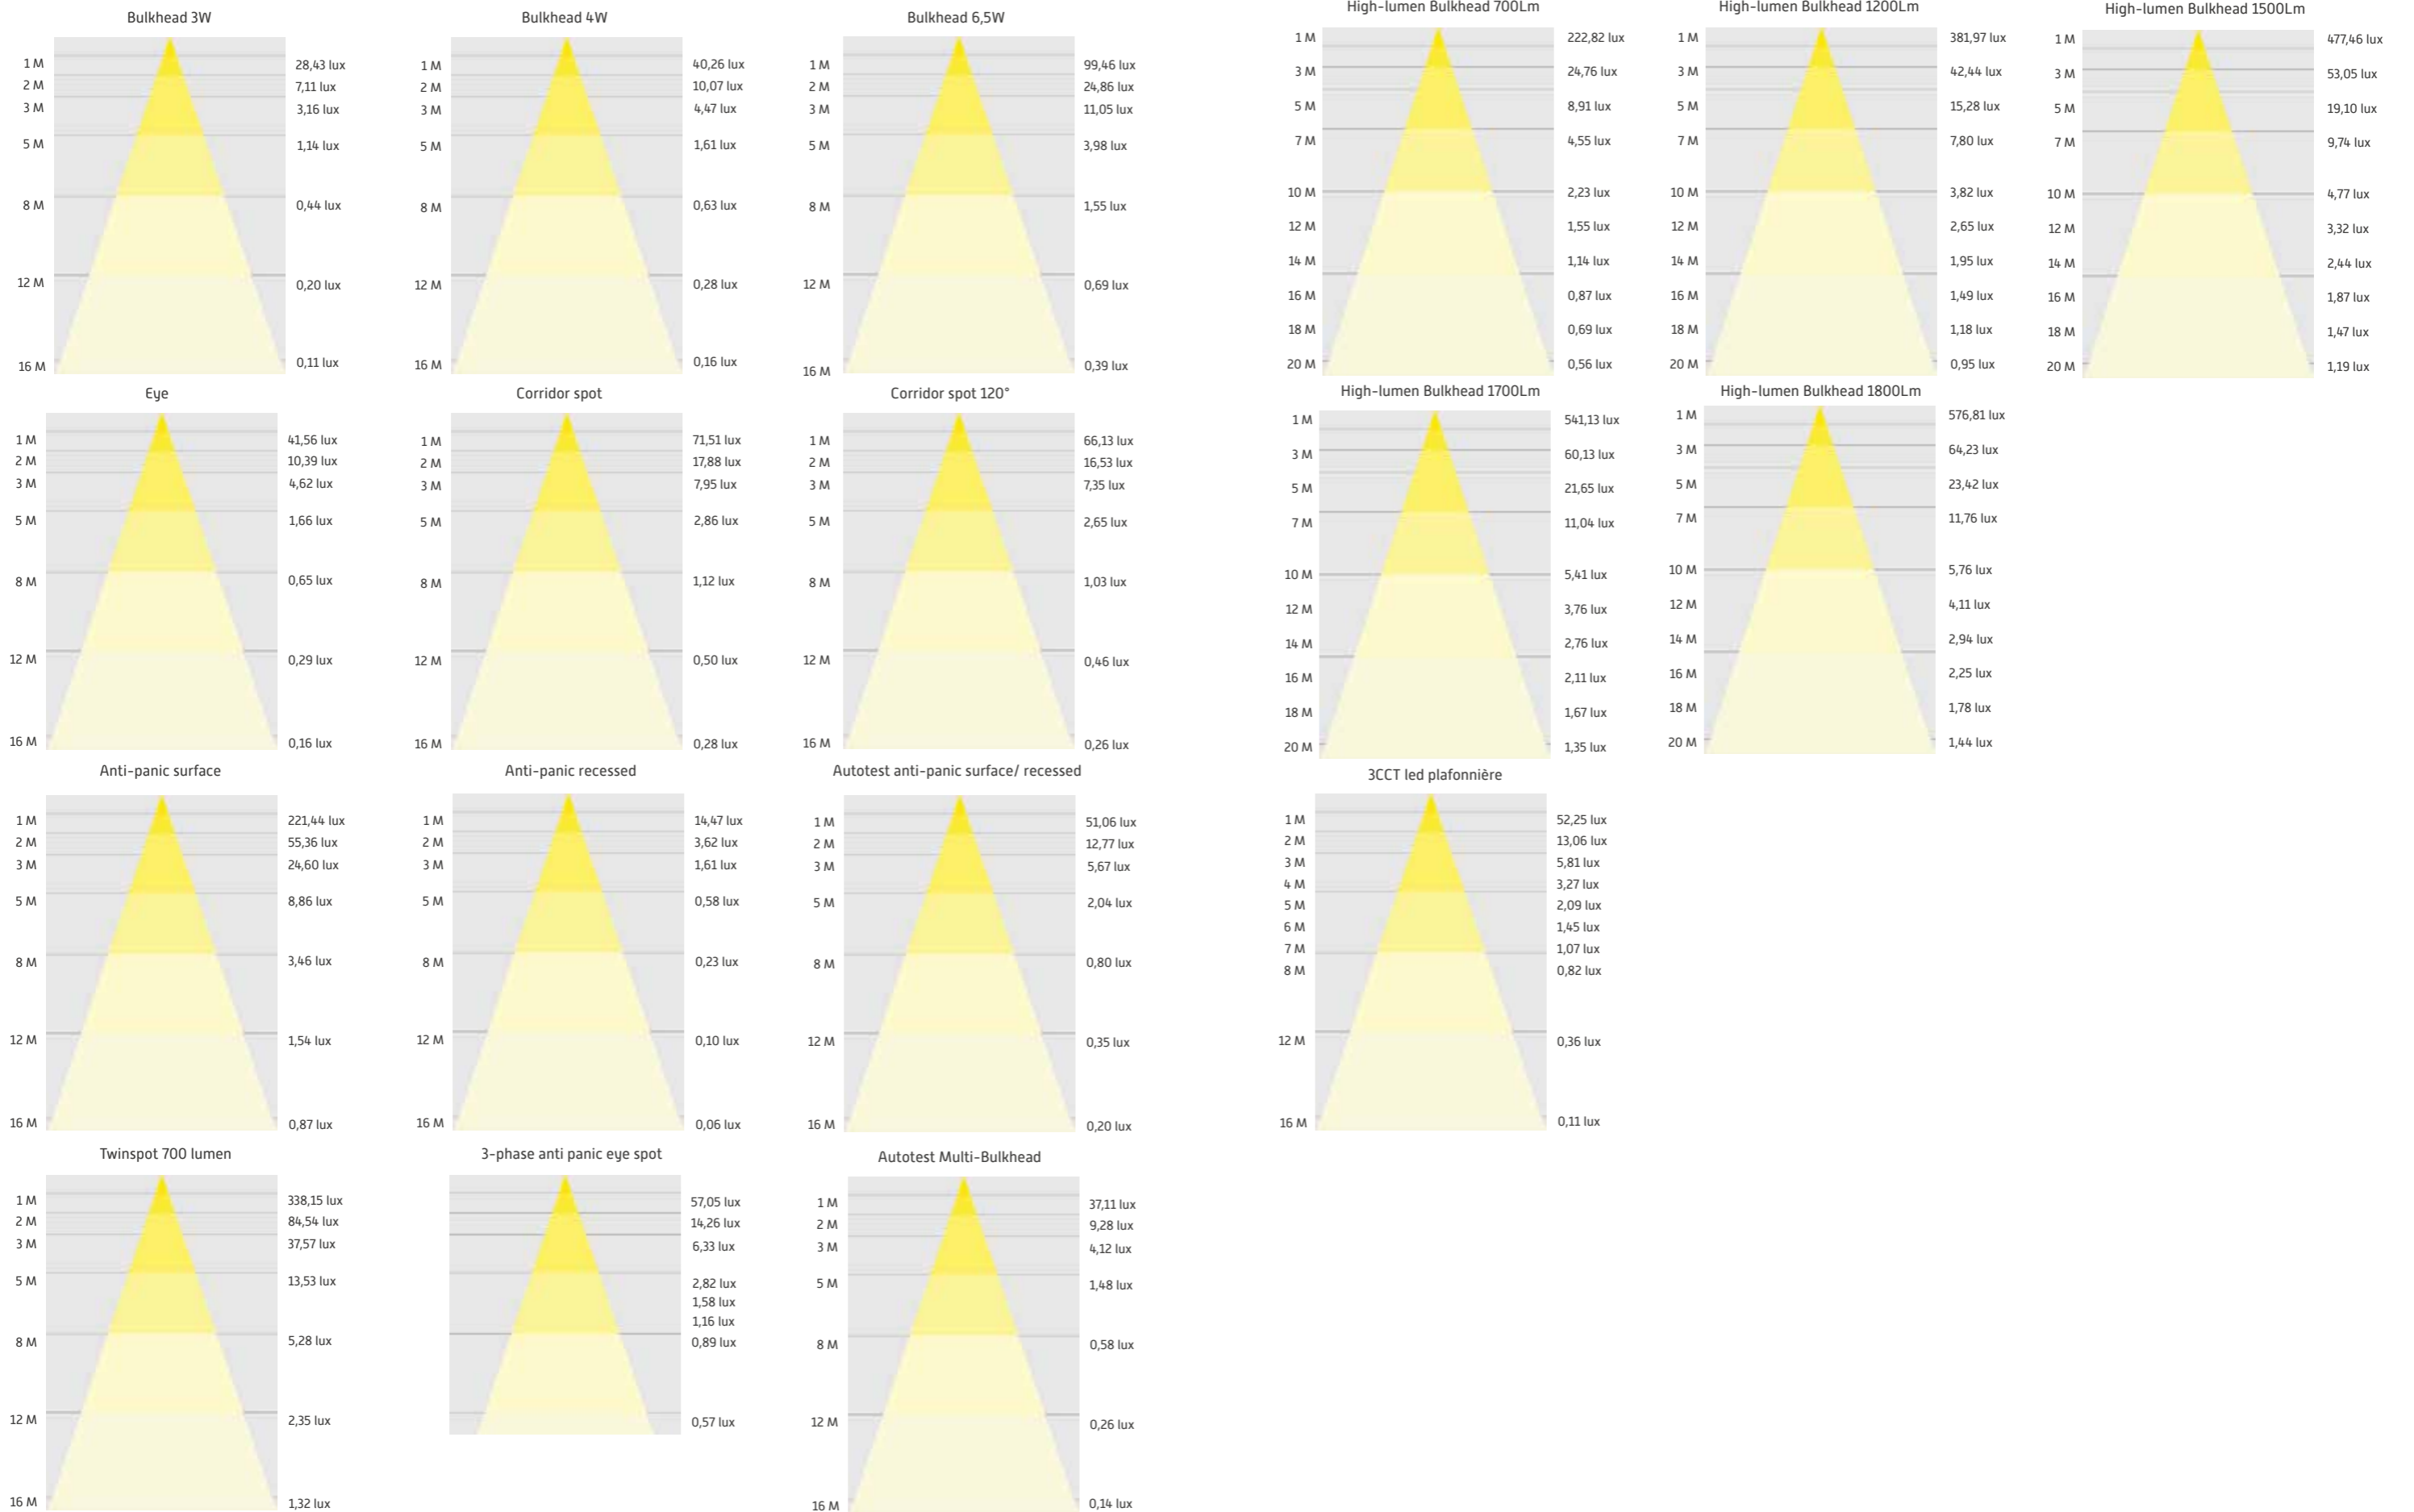 Bulkhead 3W
1 M 28,43 lux
2 M 7,11 lux
3 M 3,16 lux
5 M 1,14 lux
8 M 0,44 lux
12 M 0,20 lux
16 M 0,11 lux
Bulkhead 4W
1 M 40,26 lux
2 M 10,07 lux
3 M 4,47 lux
5 M 1,61 lux
8 M 0,63 lux
12 M 0,28 lux
16 M 0,16 lux
Bulkhead 6,5W
1 M 99,46 lux
2 M 24,86 lux
3 M 11,05 lux
5 M 3,98 lux
8 M 1,55 lux
12 M 0,69 lux
16 M 0,39 lux
High-lumen Bulkhead 700Lm
1 M 222,82 lux
3 M 24,76 lux
5 M 8,91 lux
7 M 4,55 lux
10 M 2,23 lux
12 M 1,55 lux
14 M 1,14 lux
16 M 0,87 lux
18 M 0,69 lux
20 M 0,56 lux
High-lumen Bulkhead 1200Lm
1 M 381,97 lux
3 M 42,44 lux
5 M 15,28 lux
7 M 7,80 lux
10 M 3,82 lux
12 M 2,65 lux
14 M 1,95 lux
16 M 1,49 lux
18 M 1,18 lux
20 M 0,95 lux
High-lumen Bulkhead 1500Lm
1 M 477,46 lux
3 M 53,05 lux
5 M 19,10 lux
7 M 9,74 lux
10 M 4,77 lux
12 M 3,32 lux
14 M 2,44 lux
16 M 1,87 lux
18 M 1,47 lux
20 M 1,19 lux
Eye
1 M 41,56 lux
2 M 10,39 lux
3 M 4,62 lux
5 M 1,66 lux
8 M 0,65 lux
12 M 0,29 lux
16 M 0,16 lux
Corridor spot
1 M 71,51 lux
2 M 17,88 lux
3 M 7,95 lux
5 M 2,86 lux
8 M 1,12 lux
12 M 0,50 lux
16 M 0,28 lux
Corridor spot 120°
1 M 66,13 lux
2 M 16,53 lux
3 M 7,35 lux
5 M 2,65 lux
8 M 1,03 lux
12 M 0,46 lux
16 M 0,26 lux
High-lumen Bulkhead 1700Lm
1 M 541,13 lux
3 M 60,13 lux
5 M 21,65 lux
7 M 11,04 lux
10 M 5,41 lux
12 M 3,76 lux
14 M 2,76 lux
16 M 2,11 lux
18 M 1,67 lux
20 M 1,35 lux
High-lumen Bulkhead 1800Lm
1 M 576,81 lux
3 M 64,23 lux
5 M 23,42 lux
7 M 11,76 lux
10 M 5,76 lux
12 M 4,11 lux
14 M 2,94 lux
16 M 2,25 lux
18 M 1,78 lux
20 M 1,44 lux
Anti-panic surface
1 M 221,44 lux
2 M 55,36 lux
3 M 24,60 lux
5 M 8,86 lux
8 M 3,46 lux
12 M 1,54 lux
16 M 0,87 lux
Anti-panic recessed
1 M 14,47 lux
2 M 3,62 lux
3 M 1,61 lux
5 M 0,58 lux
8 M 0,23 lux
12 M 0,10 lux
16 M 0,06 lux
Autotest anti-panic surface/ recessed
1 M 51,06 lux
2 M 12,77 lux
3 M 5,67 lux
5 M 2,04 lux
8 M 0,80 lux
12 M 0,35 lux
16 M 0,20 lux
3CCT led plafonnière
1 M 52,25 lux
2 M 13,06 lux
3 M 5,81 lux
4 M 3,27 lux
5 M 2,09 lux
6 M 1,45 lux
7 M 1,07 lux
8 M 0,82 lux
12 M 0,36 lux
16 M 0,11 lux
Twinspot 700 lumen
1 M 338,15 lux
2 M 84,54 lux
3 M 37,57 lux
5 M 13,53 lux
8 M 5,28 lux
12 M 2,35 lux
16 M 1,32 lux
3-phase anti panic eye spot
57,05 lux
14,26 lux
6,33 lux
2,82 lux
1,58 lux
1,16 lux
0,89 lux
0,57 lux
Autotest Multi-Bulkhead
1 M 37,11 lux
2 M 9,28 lux
3 M 4,12 lux
5 M 1,48 lux
8 M 0,58 lux
12 M 0,26 lux
16 M 0,14 lux